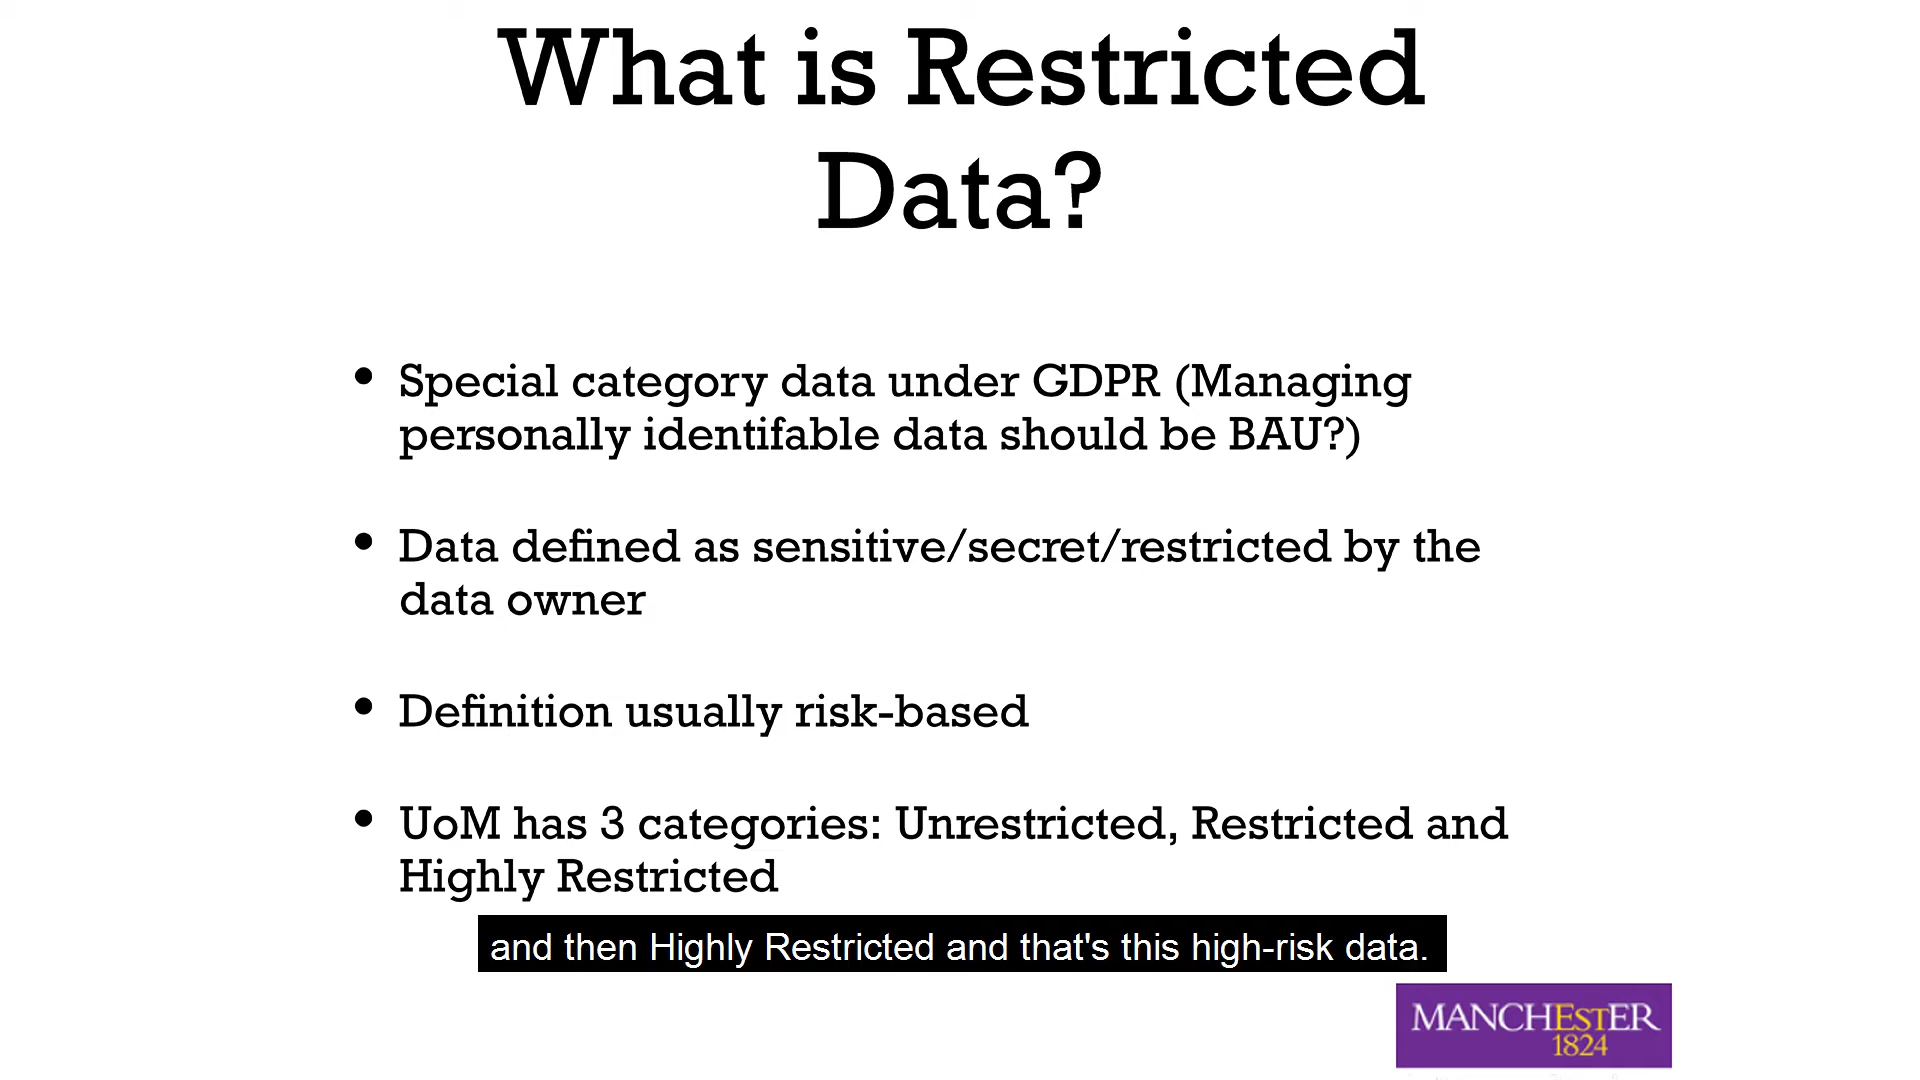 What is Restricted
Data?
• Special category data under GDPR (Managing
personally identifable data should be BAU?)
• Data defined as sensitive/secret/restricted by the
data owner
• Definition usually risk-based
• UoM has 3 categories: Unrestricted, Restricted and
Highly Restricted
and then Highly Restricted and that's this high-risk data.
MANCHESTER
1824